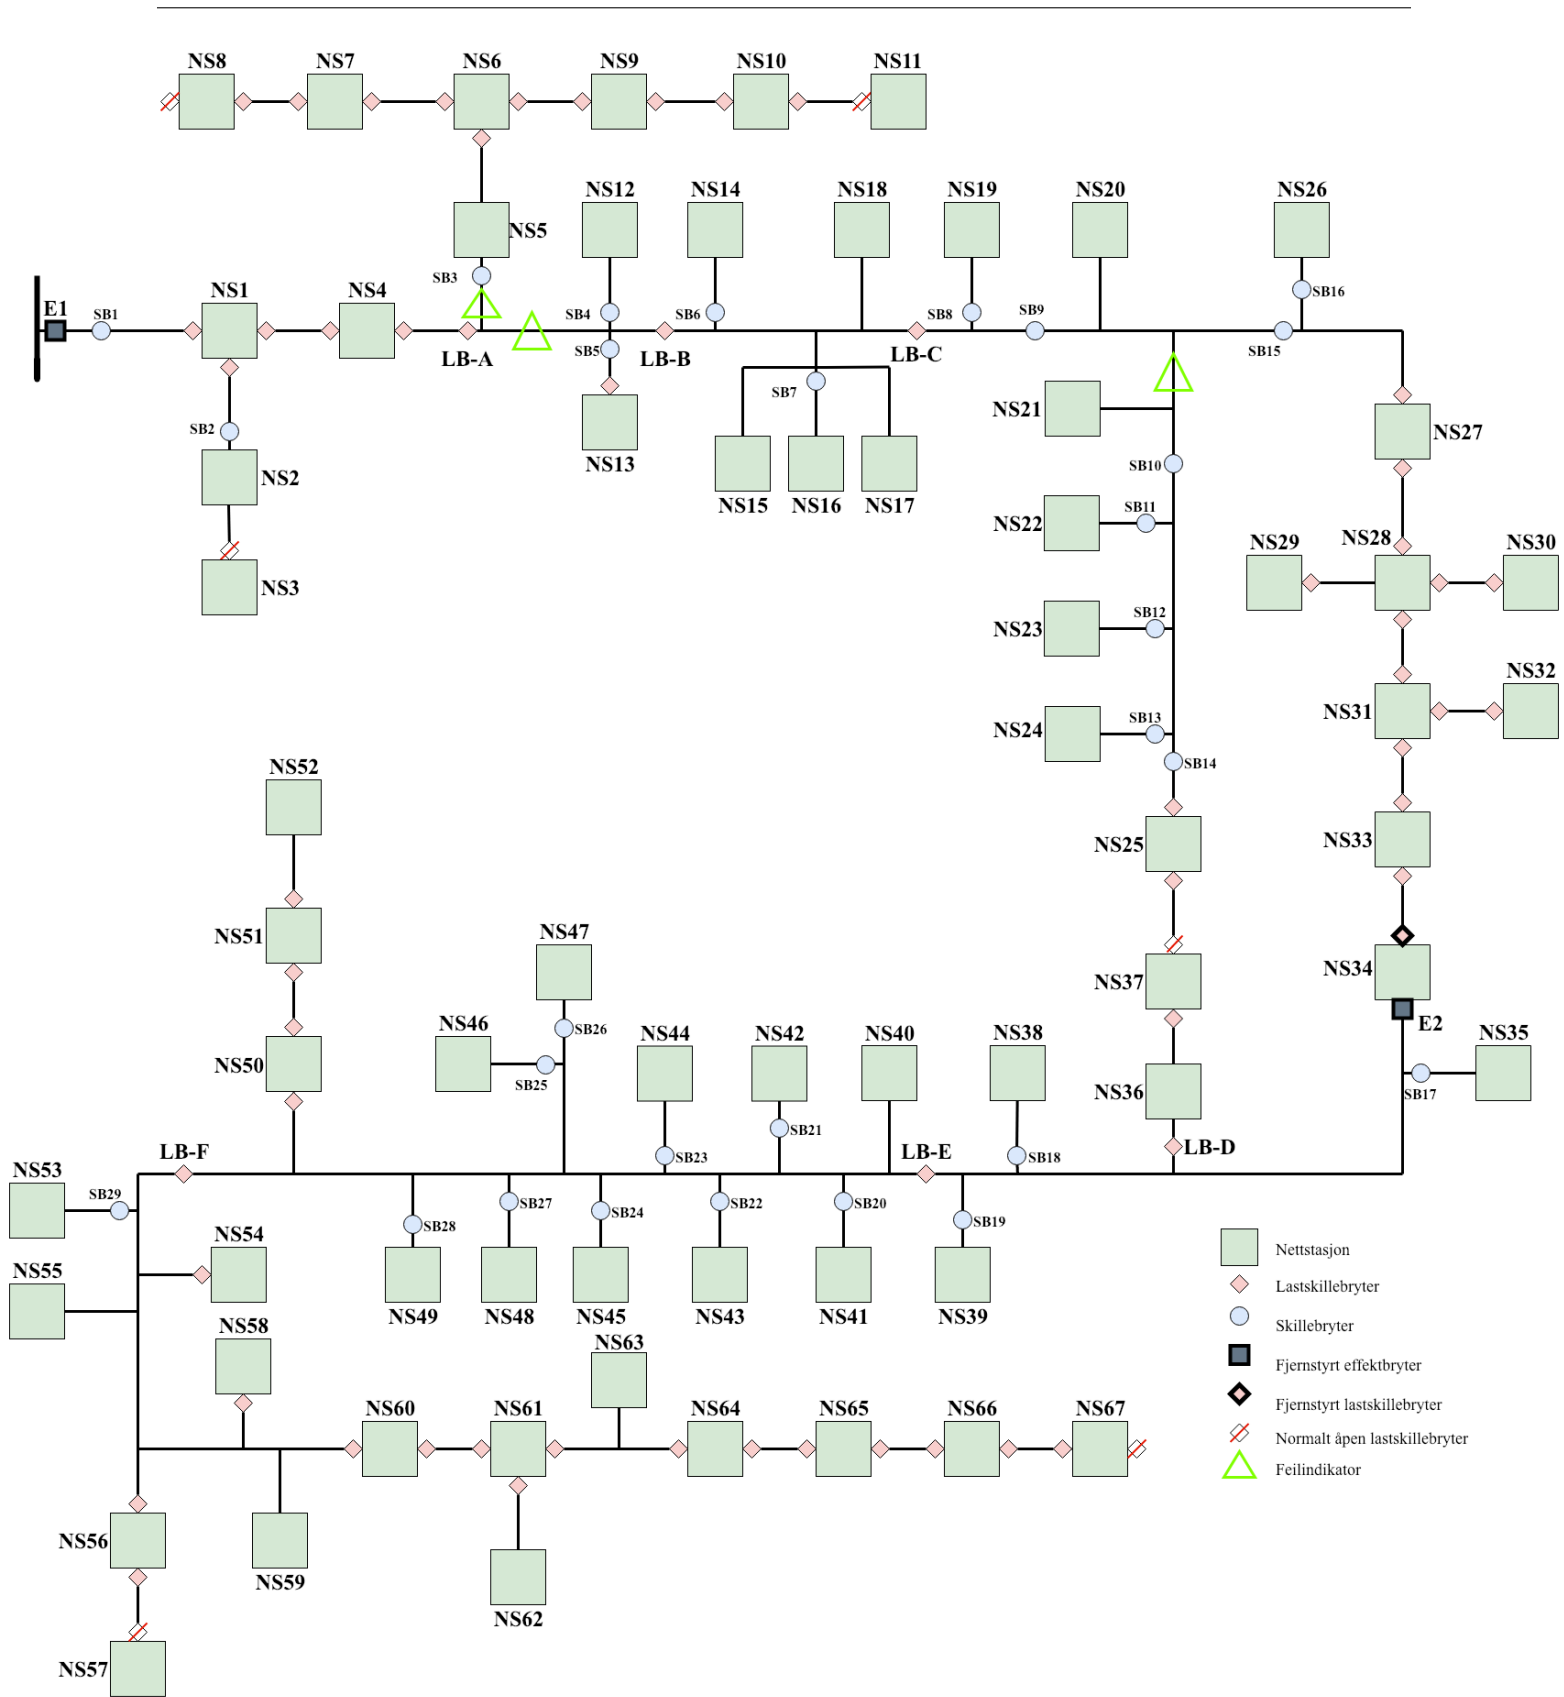 NS8 NS7 NS6 NS9 NS10 NS11
NS12 NS14 NS18 NS19 NS20 NS26
NS5
SB3
E1 SB1 NS1 NS4 SB4 SB6 SB8 SB9 SB16
LB-A SB5 LB-B LB-C SB15
SB7
SB2 NS21 NS27
NS13 SB10
NS2 NS15 NS16 NS17
NS22 SB11
NS29 NS28 NS30
NS3
NS23 SB12
NS32
NS31
NS24 SB13
SB14
NS52
NS25 NS33
NS51 NS47
NS37 NS34
NS46 SB26 NS44 NS42 NS40 NS38 E2 NS35
NS50 SB25
NS36 SB17
SB21
LB-F SB23 LB-E SB18 LB-D
NS53 SB29
SB28 SB27 SB24 SB22 SB20 SB19
NS54
Nettstasjon
NS55
Lastskillebryter
NS49 NS48 NS45 NS43 NS41 NS39
NS58 NS63
Skillebryter
Fjernstyrt effektbryter
NS60 NS61 NS64 NS65 NS66 NS67
Fjernstyrt lastskillebryter
Normalt åpen lastskillebryter
Feilindikator
NS56
NS59
NS62
NS57